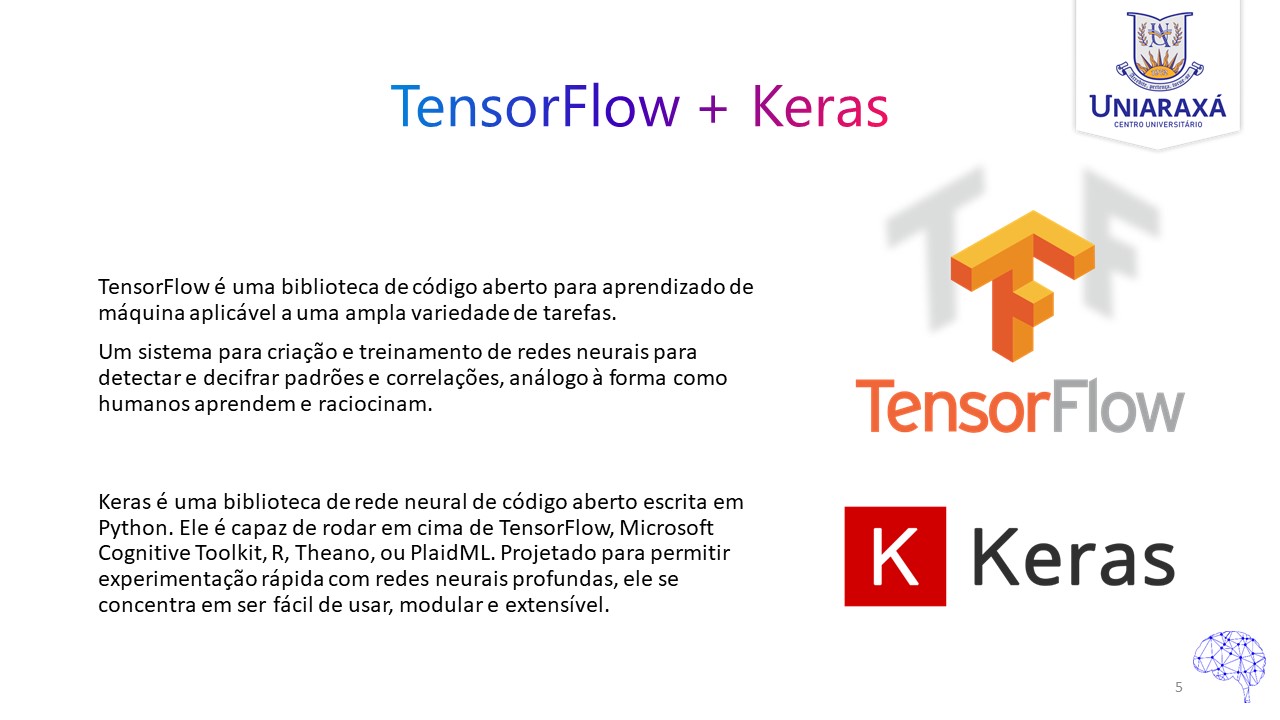 TensorFlow + Keras
UNIARAXÁ
CENTRO UNIVERSITÁRIO
TensorFlow é uma biblioteca de código aberto para aprendizado de
máquina aplicável a uma ampla variedade de tarefas.
Um sistema para criação e treinamento de redes neurais para
detectar e decifrar padrões e correlações, análogo à forma como
humanos aprendem e raciocinam.
TensorFlow
Keras é uma biblioteca de rede neural de código aberto escrita em
Python. Ele é capaz de rodar em cima de TensorFlow, Microsoft
Cognitive Toolkit, R, Theano, ou PlaidML. Projetado para permitir
experimentação rápida com redes neurais profundas, ele se
concentra em ser fácil de usar, modular e extensível.
K Keras
5